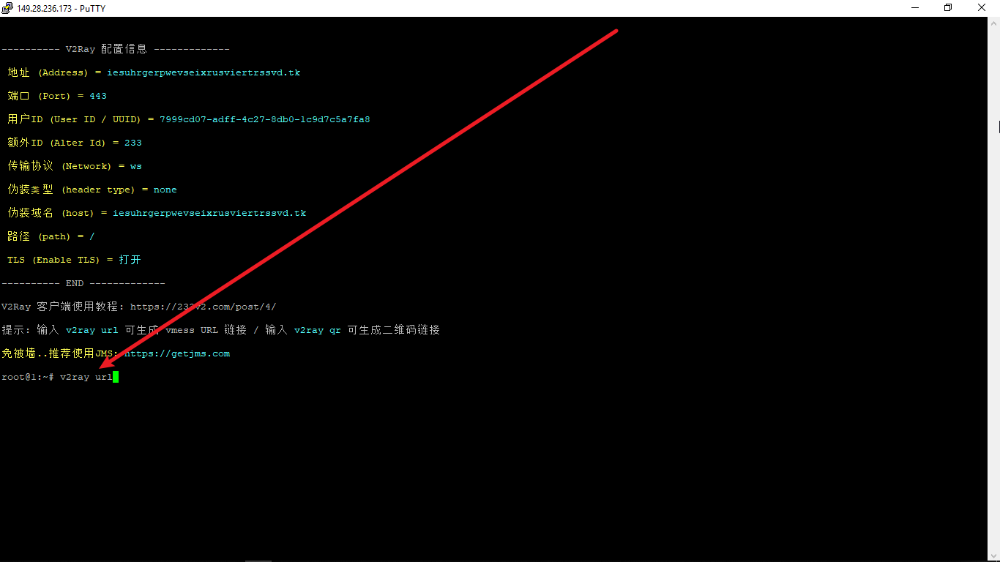 149.28.236.173 - PuTTY
---------- V2Ray 配置信息 -------------
地址 (Address) = iesuhrgerpwevseixrusviertrssvd.tk
端口 (Port) = 443
用户ID (User ID / UUID) = 7999cd07-adff-4c27-8db0-1c9d7c5a7fa8
额外ID (Alter Id) = 233
传输协议 (Network) = ws
伪装类型 (header type) = none
伪装域名 (host) = iesuhrgerpwevseixrusviertrssvd.tk
路径 (path) = /
TLS (Enable TLS) = 打开
---------- END -------------
V2Ray 客户端使用教程: https://233v2.com/post/4/
提示: 输入 v2ray url 可生成 vmess URL 链接 / 输入 v2ray qr 可生成二维码链接
免被墙..推荐使用JMS: https://getjms.com
root@1:~# v2ray url